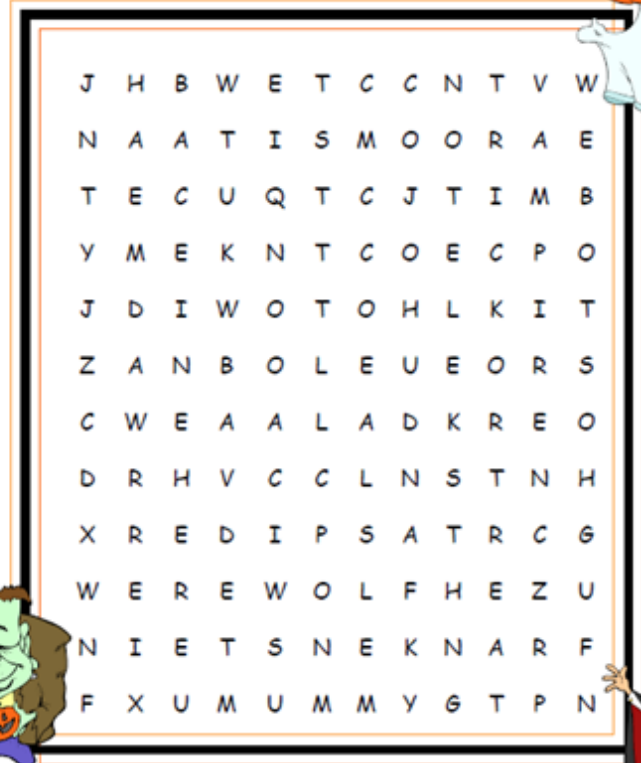 J H B W E T C C N T V W
N A A T I S M O O R A E
T E C U Q T C J T I M B
Y M E K N T C O E C P O
J D I W O T O H L K I T
Z A N B O L E U E O R S
C W E A A L A D K R E O
D R H V C C L N S T N H
X R E D I P S A T R C G
W E R E W O L F H E Z U
N I E T S N E K N A R F
F X U M U M M Y G T P N